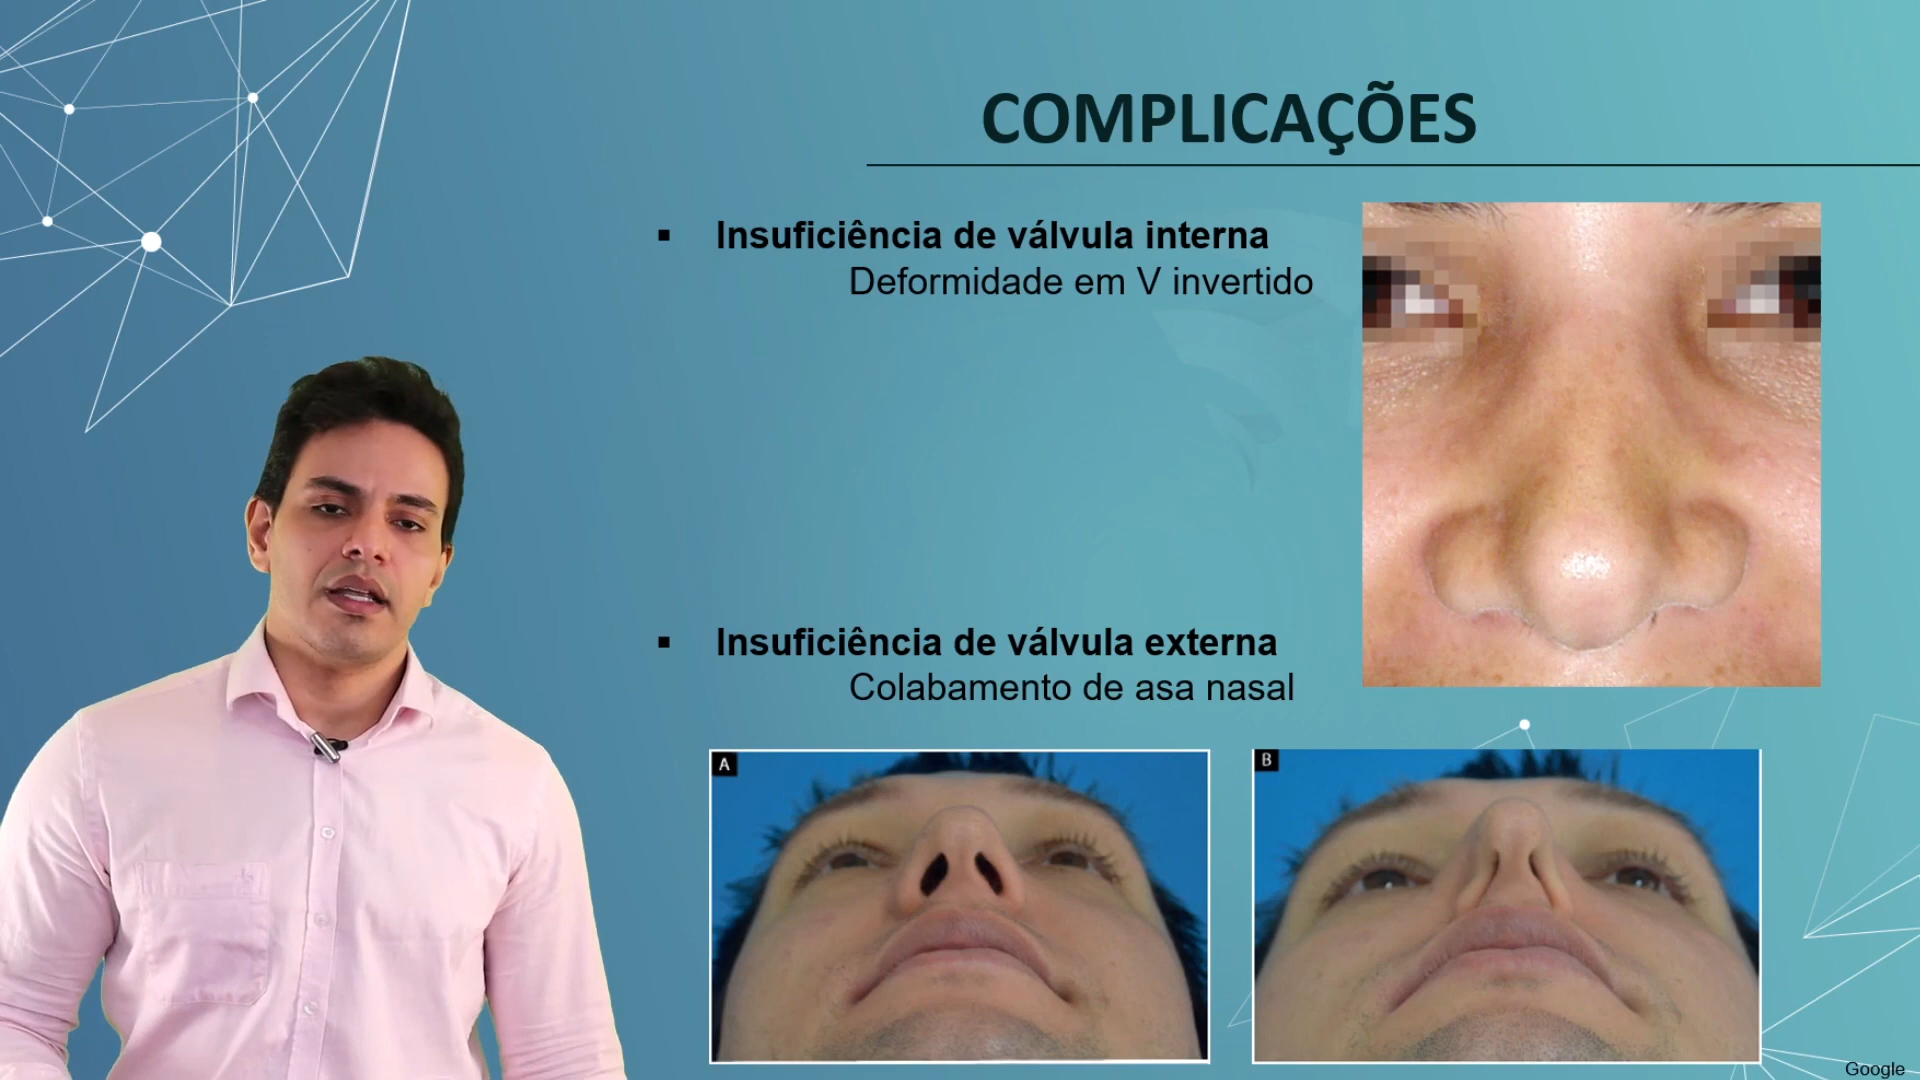 COMPLICAÇÕES
▪ Insuficiência de válvula interna
Deformidade em V invertido
▪ Insuficiência de válvula externa
Colabamento de asa nasal
A
B
Google